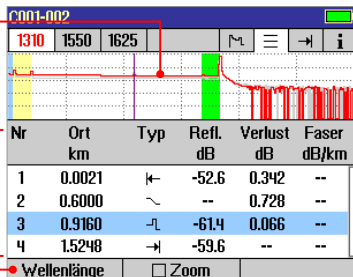 C001-002
1310 1550 1625 i
Nr Ort Typ Refl. Verlust Faser
km dB dB dB/km
1 0.0021 -52.6 0.342 --
2 0.6000 -- 0.728 --
3 0.9160 -61.4 0.066 --
4 1.5248 -59.6 -- --
Wellenlänge Zoom